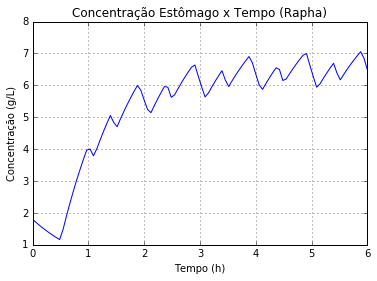 Concentração Estômago x Tempo (Rapha)
8
7
6
5
4
3
2
1
Concentração (g/L)
0 1 2 3 4 5 6
Tempo (h)